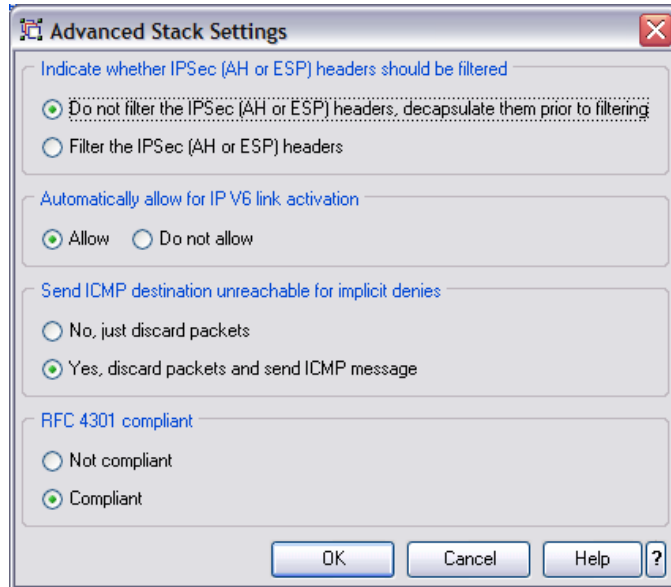 Advanced Stack Settings
Indicate whether IPSec (AH or ESP) headers should be filtered
Do not filter the IPSec (AH or ESP) headers, decapsulate them prior to filtering
Filter the IPSec (AH or ESP) headers
Automatically allow for IP V6 link activation
Allow Do not allow
Send ICMP destination unreachable for implicit denies
No, just discard packets
Yes, discard packets and send ICMP message
RFC 4301 compliant
Not compliant
Compliant
OK Cancel Help ?